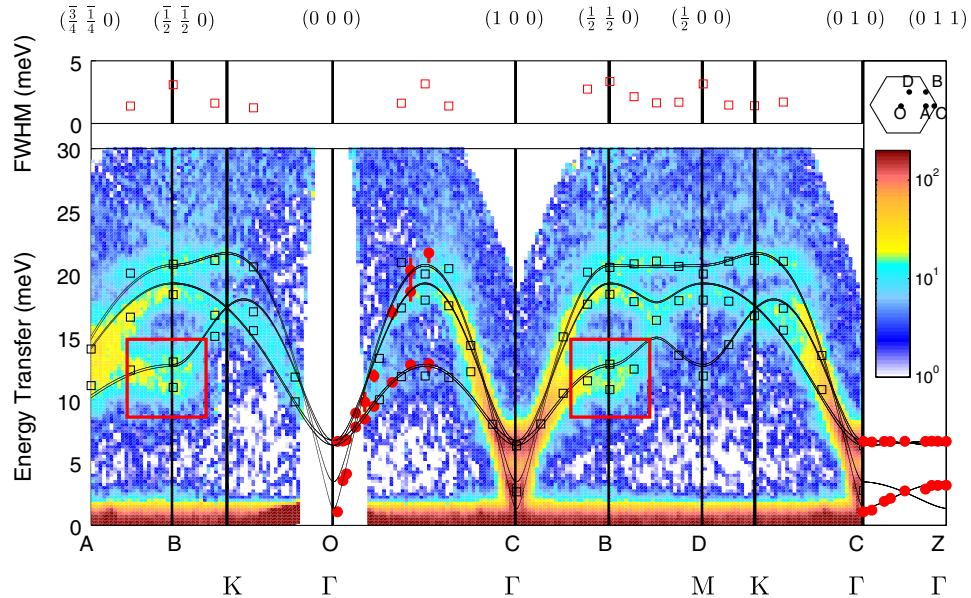 (3̅/4 1̅/4 0) (1̅/2 1̅/2 0) (0 0 0) (1 0 0) (1/2 1/2 0) (1/2 0 0) (0 1 0) (0 1 1)
FWHM (meV)
5
0
D B
O A/C
Energy Transfer (meV)
30
25
20
15
10
5
0
10²
10¹
10⁰
A B O C B D C Z
K Γ Γ M K Γ Γ